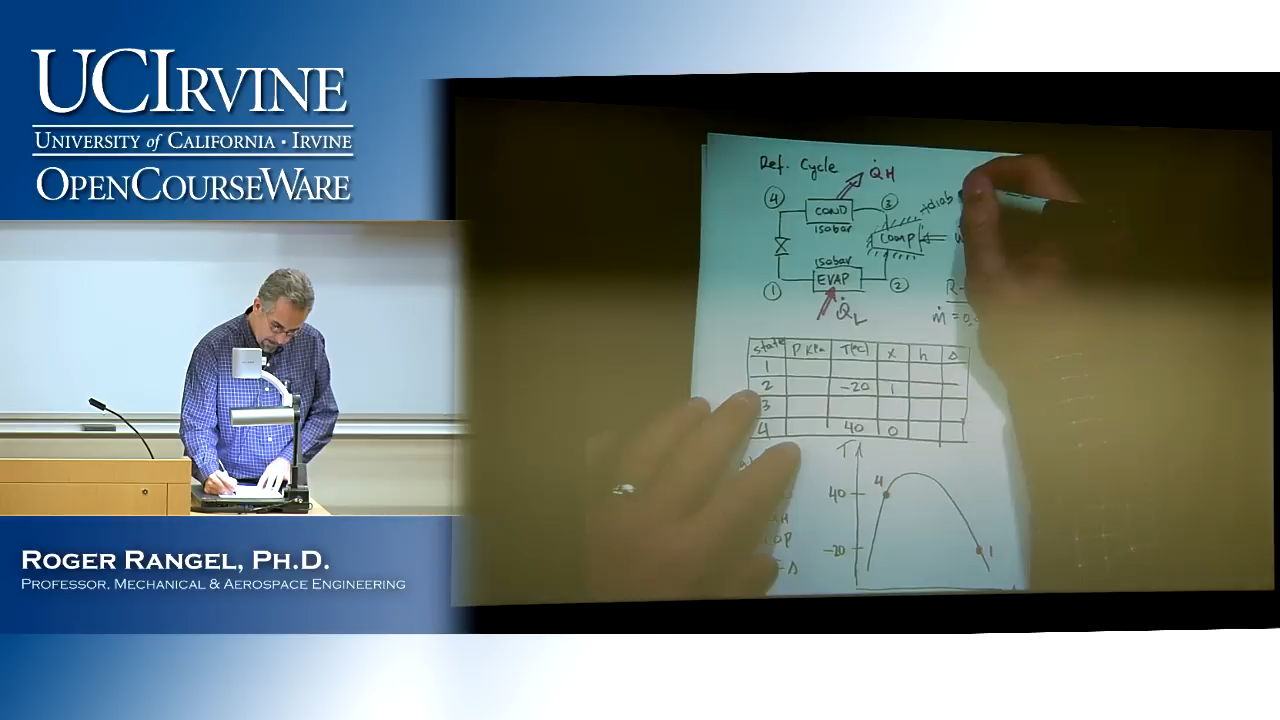 UCIRVINE
UNIVERSITY of CALIFORNIA · IRVINE
OPENCOURSEWARE
ROGER RANGEL, PH.D.
PROFESSOR, MECHANICAL & AEROSPACE ENGINEERING
Ref. Cycle
Q̇H
4
COND
3
isobar
Adiab
COMP
isobar
EVAP
1
2
Q̇L
ṁ = 0,
state P kPa T(°C) x h s
1
2 -20 1
3
4 40 0
T
4
40
-20
1
QH